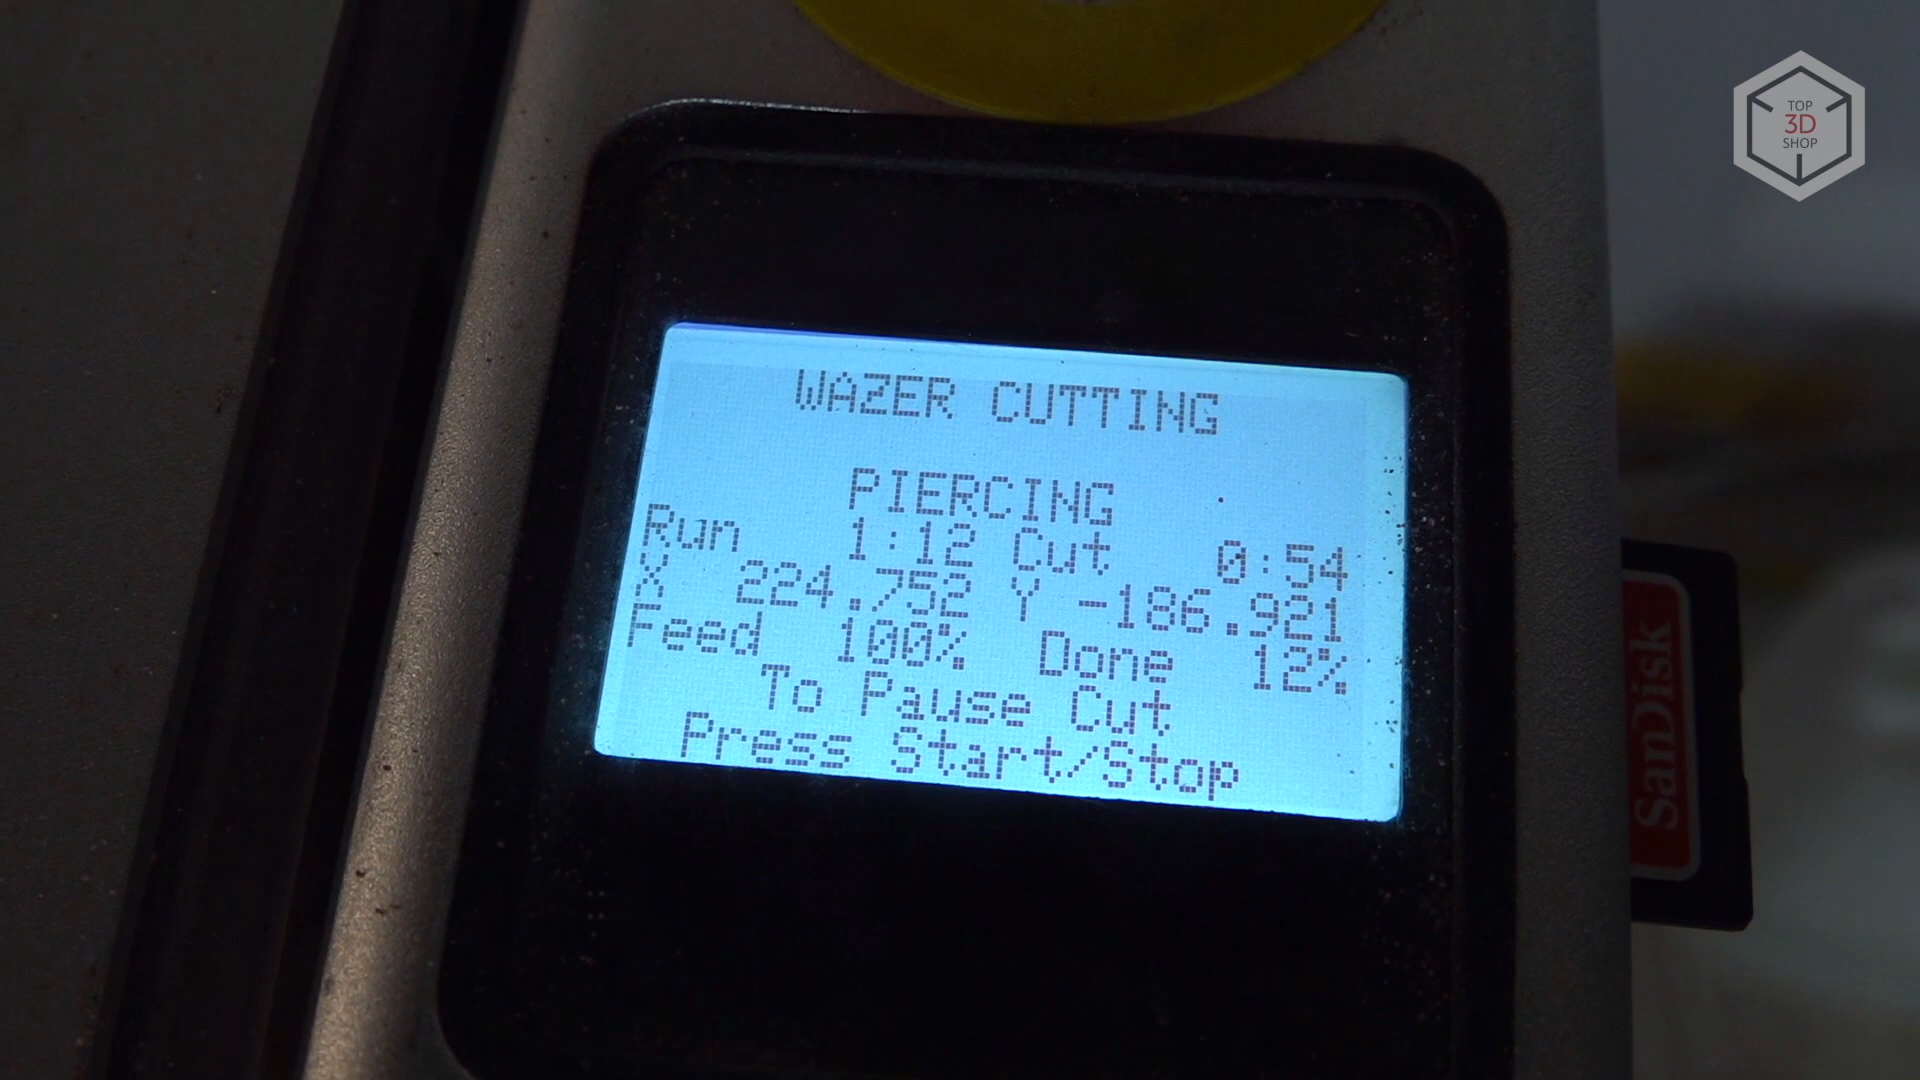 TOP
3D
SHOP
WAZER CUTTING
PIERCING
Run 1:12 Cut 0:54
X 224.752 Y -186.921
Feed 100% Done 12%
To Pause Cut
Press Start/Stop
SanDisk